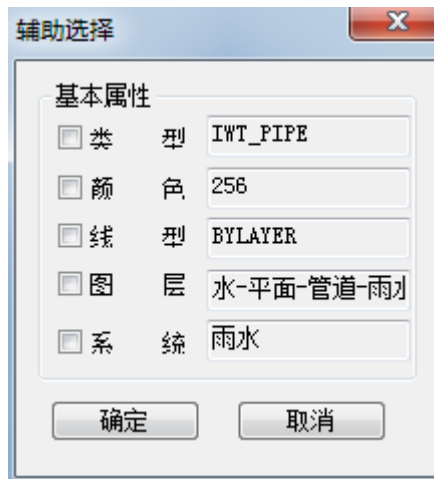 辅助选择
基本属性
类 型 IWT_PIPE
颜 色 256
线 型 BYLAYER
图 层 水-平面-管道-雨
系 统 雨水
确定 取消